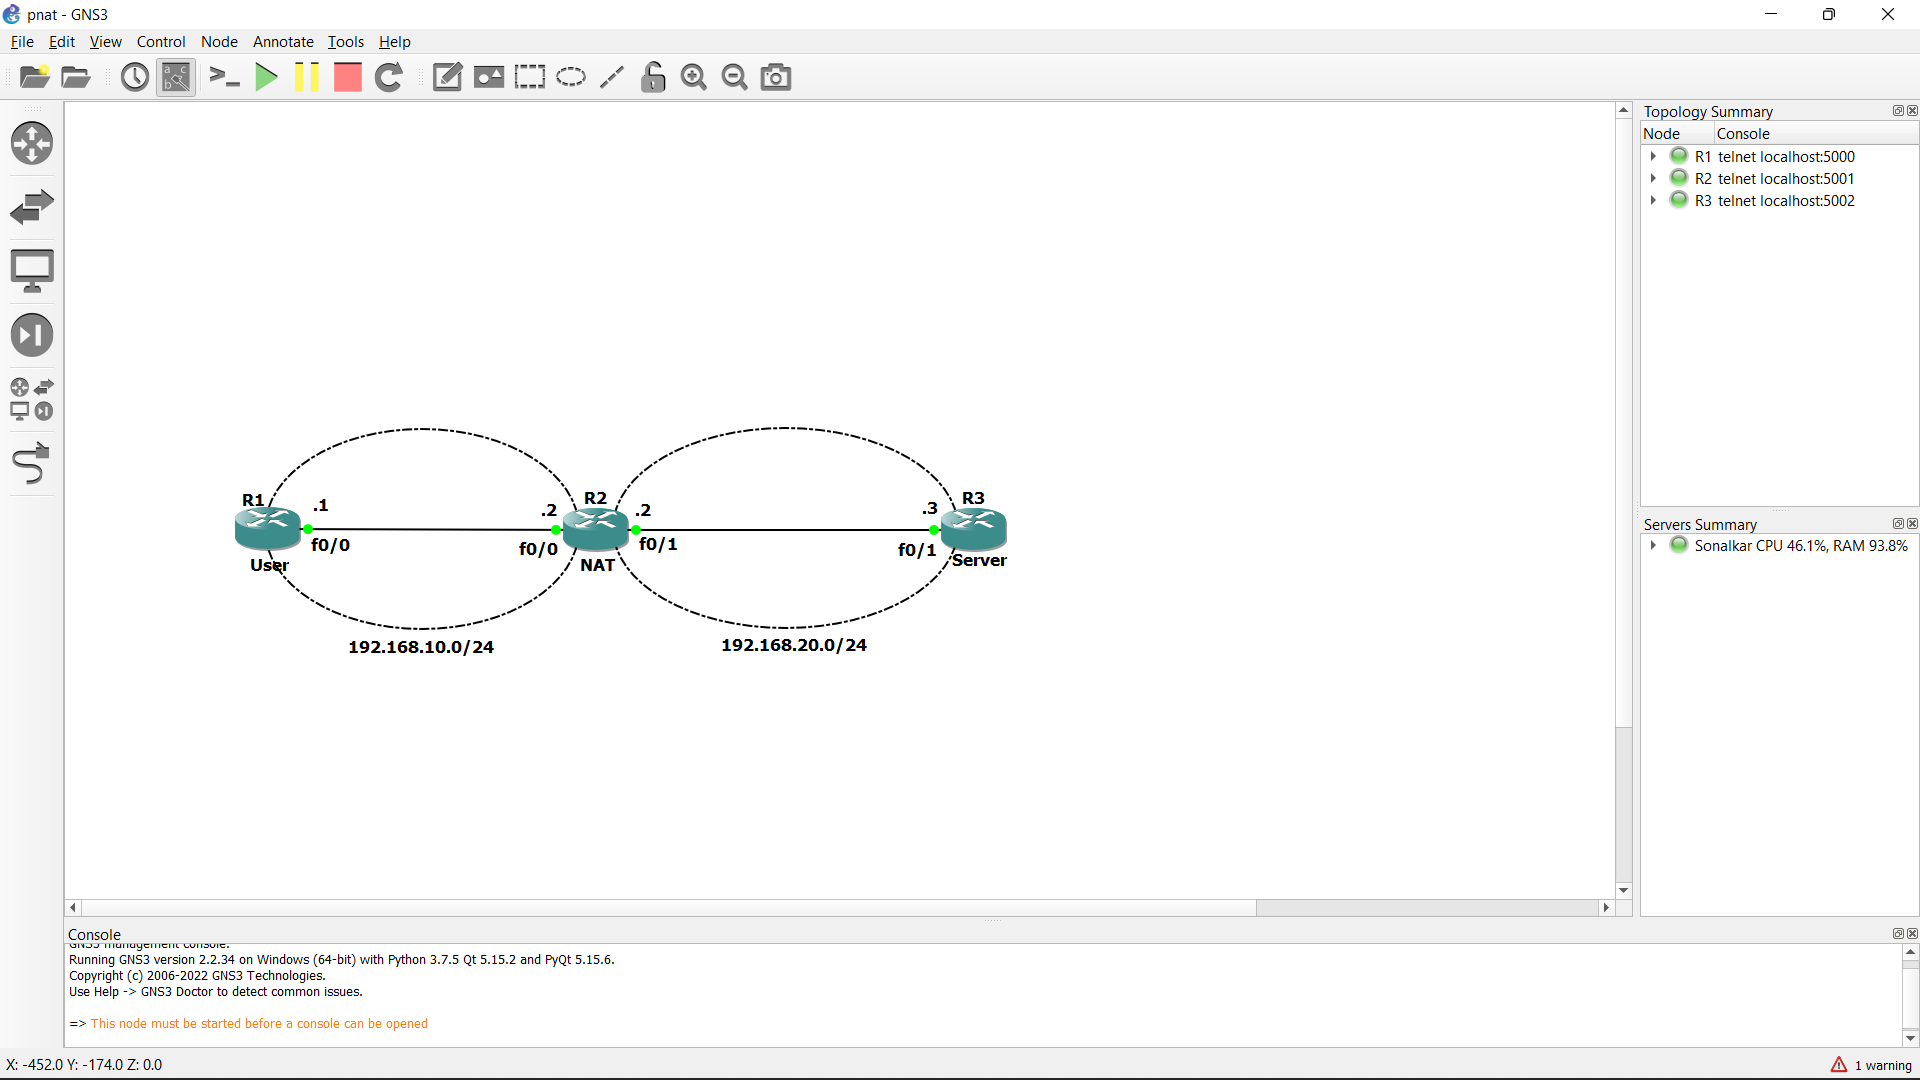 pnat - GNS3
File Edit View Control Node Annotate Tools Help
Topology Summary
Node Console
R1 telnet localhost:5000
R2 telnet localhost:5001
R3 telnet localhost:5002
R1
.1
f0/0
User
.2
f0/0
R2
NAT
.2
f0/1
.3
f0/1
R3
Server
192.168.10.0/24
192.168.20.0/24
Servers Summary
Sonalkar CPU 46.1%, RAM 93.8%
Console
GNS3 management console.
Running GNS3 version 2.2.34 on Windows (64-bit) with Python 3.7.5 Qt 5.15.2 and PyQt 5.15.6.
Copyright (c) 2006-2022 GNS3 Technologies.
Use Help -> GNS3 Doctor to detect common issues.
=> This node must be started before a console can be opened
X: -452.0 Y: -174.0 Z: 0.0
1 warning